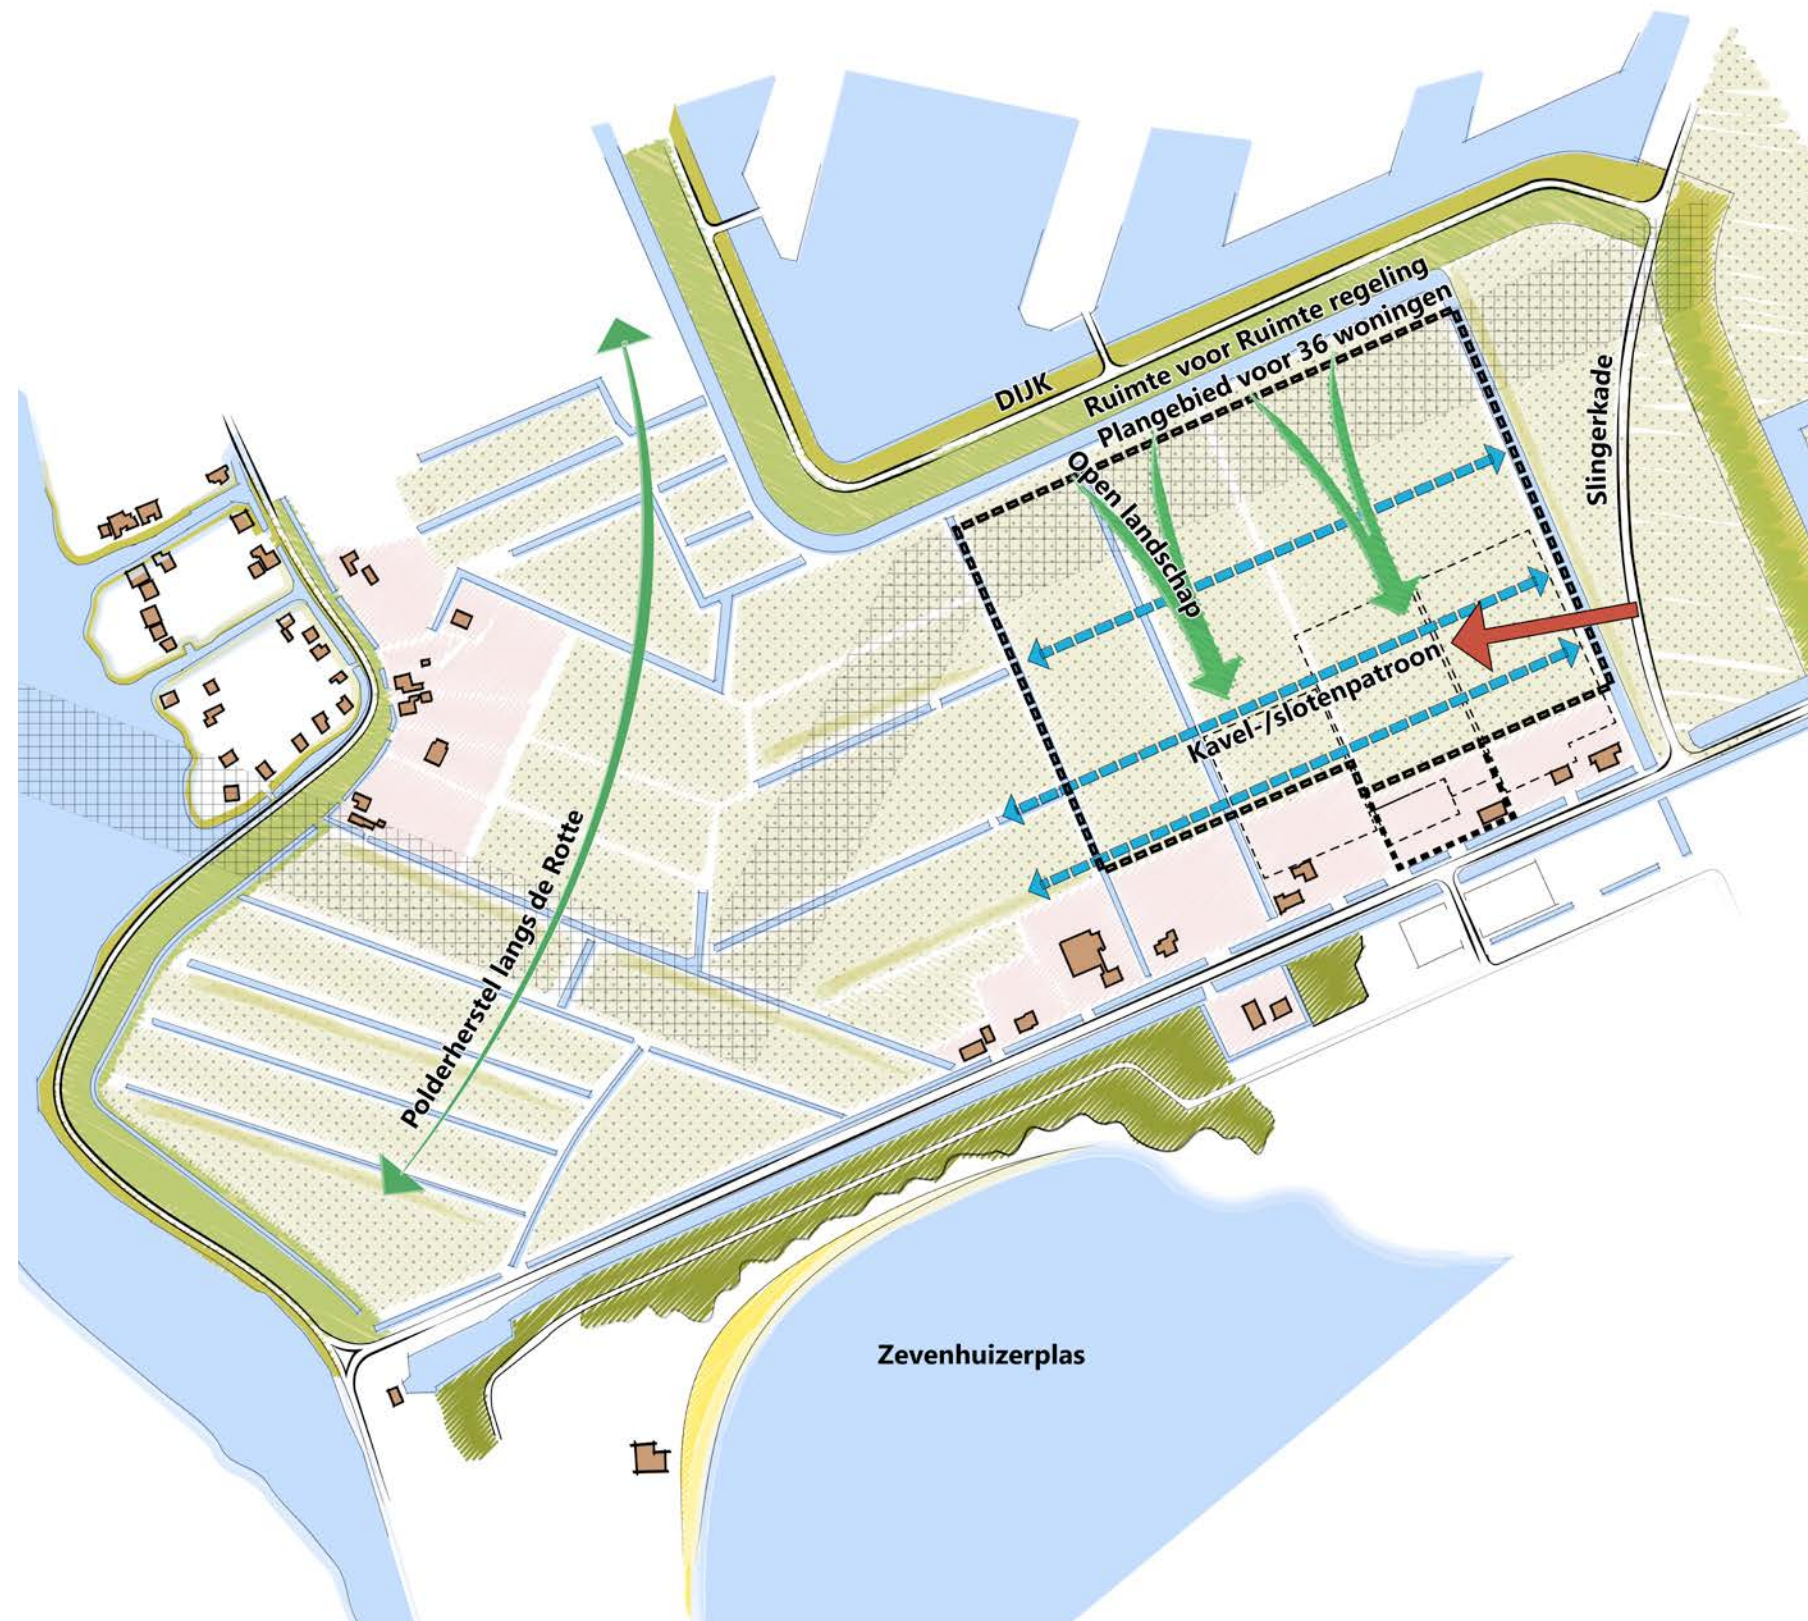 Ruimte voor Ruimte regeling
Plangebied voor 36 woningen
DIJK
Slingerkade
Open landschap
Kavel-/slotenpatroon
Polderherstel langs de Rotte
Zevenhuizerplas